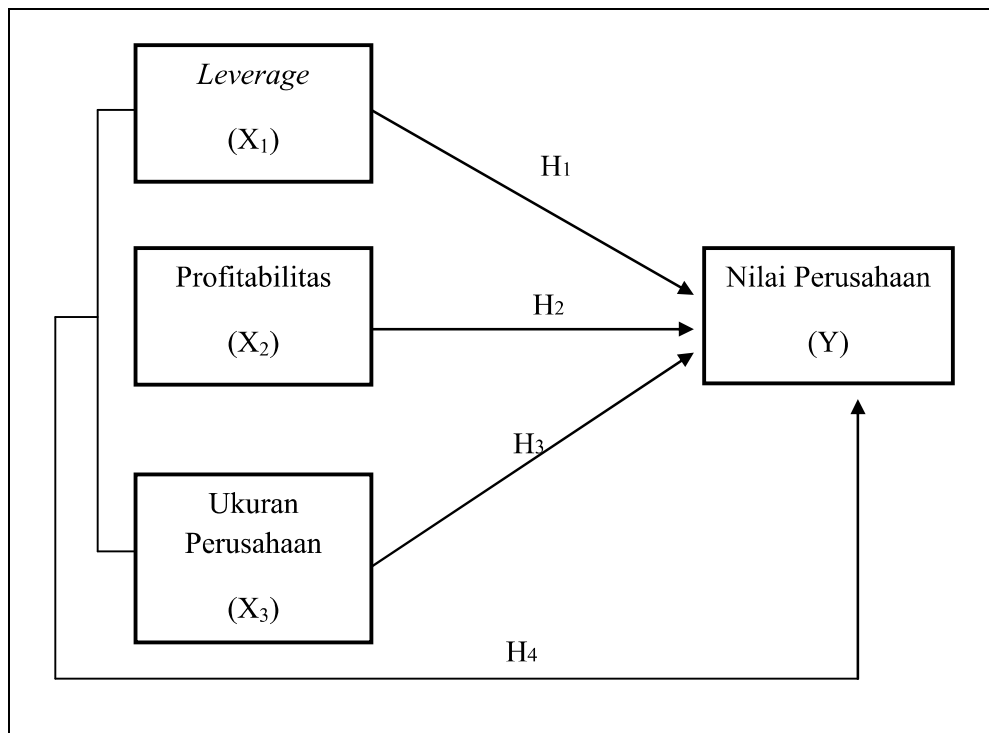 Leverage
(X₁)
H₁
Profitabilitas
(X₂)
H₂
Nilai Perusahaan
(Y)
H₃
Ukuran
Perusahaan
(X₃)
H₄